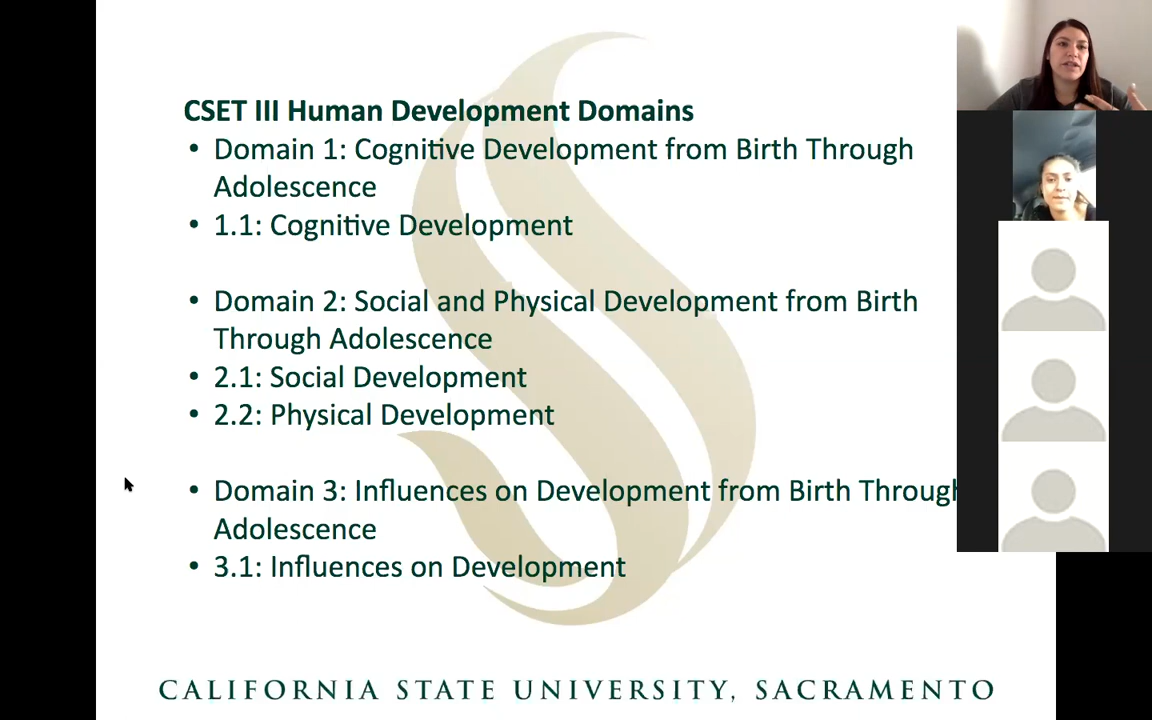 CSET III Human Development Domains
• Domain 1: Cognitive Development from Birth Through
Adolescence
• 1.1: Cognitive Development
• Domain 2: Social and Physical Development from Birth
Through Adolescence
• 2.1: Social Development
• 2.2: Physical Development
• Domain 3: Influences on Development from Birth Through
Adolescence
• 3.1: Influences on Development
CALIFORNIA STATE UNIVERSITY, SACRAMENTO